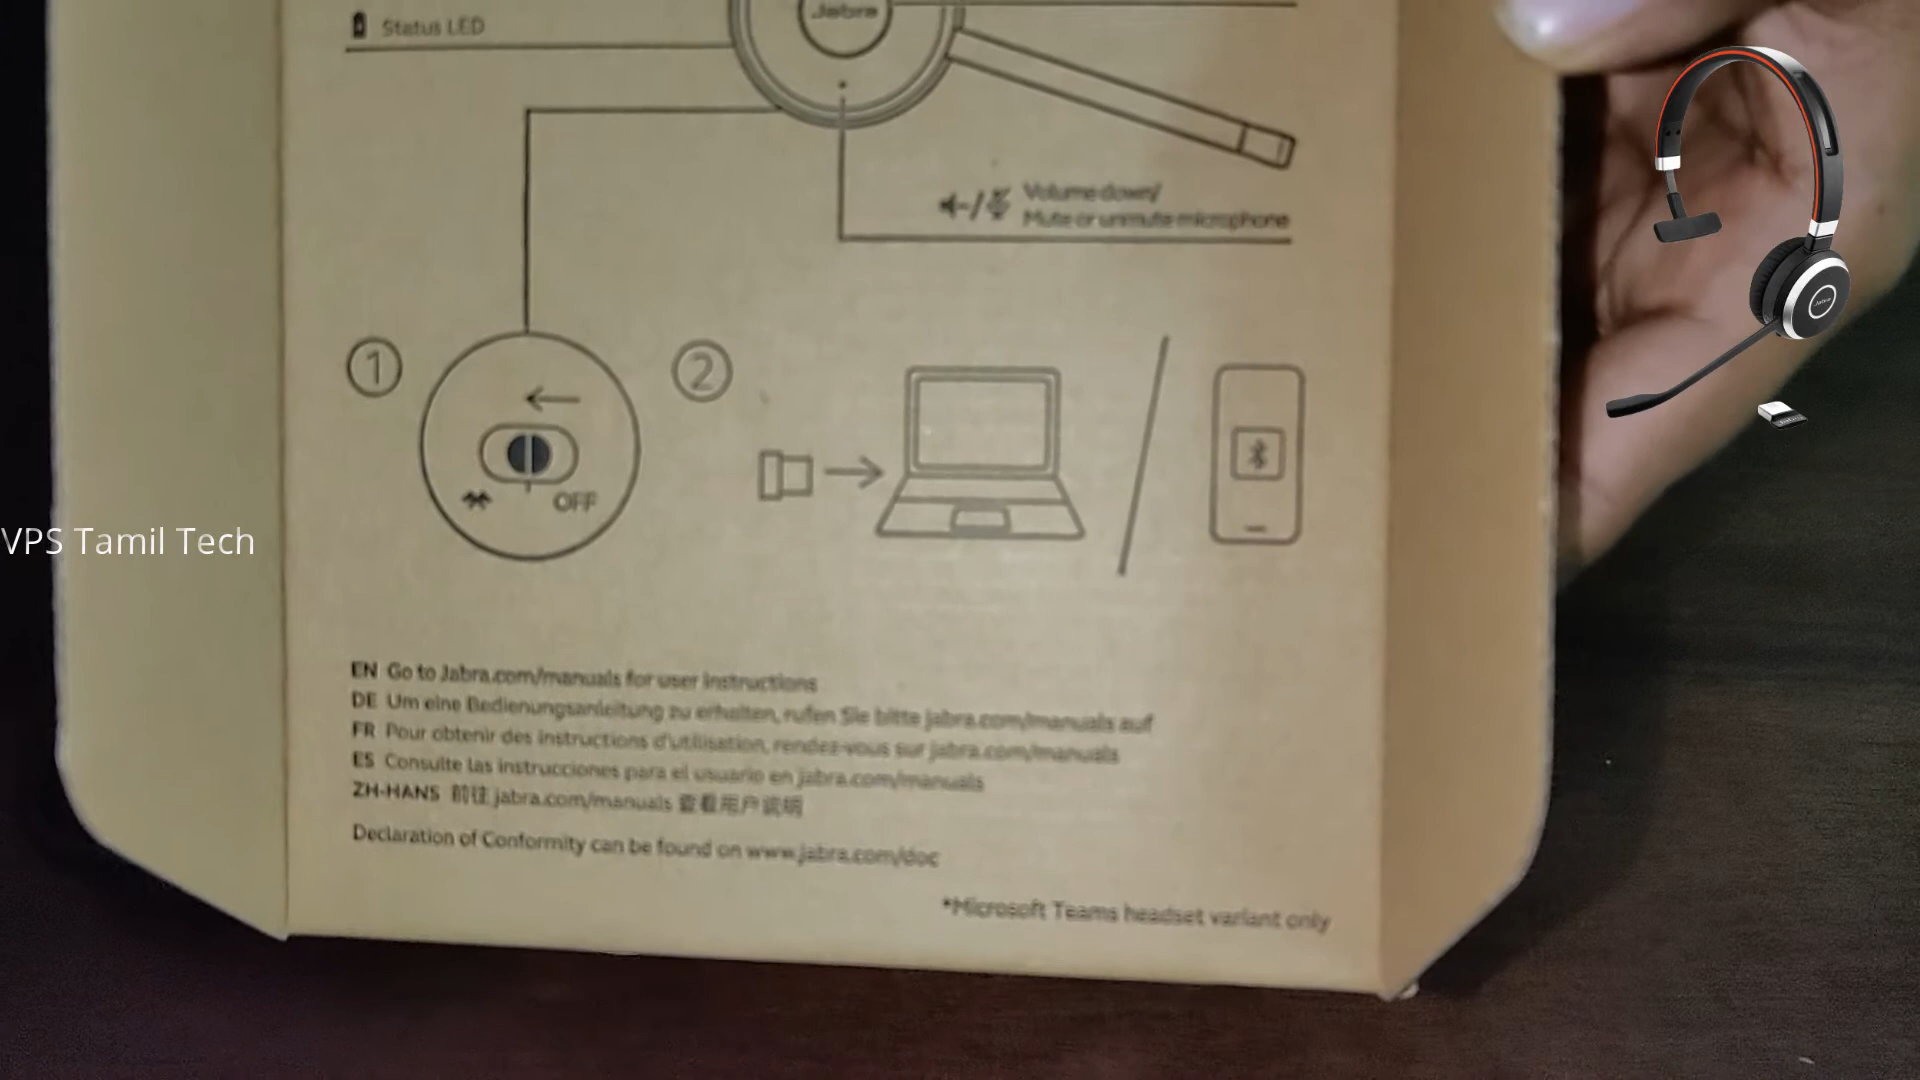 Jabra
Status LED
Volume down/
Mute or unmute microphone
1
2
OFF
VPS Tamil Tech
EN Go to Jabra.com/manuals for user instructions
DE Um eine Bedienungsanleitung zu erhalten, rufen Sie bitte jabra.com/manuals auf
FR Pour obtenir des instructions d'utilisation, rendez-vous sur jabra.com/manuals
ES Consulte las instrucciones para el usuario en jabra.com/manuals
ZH-HANS 前往 jabra.com/manuals 查看用户说明
Declaration of Conformity can be found on www.jabra.com/doc
*Microsoft Teams headset variant only